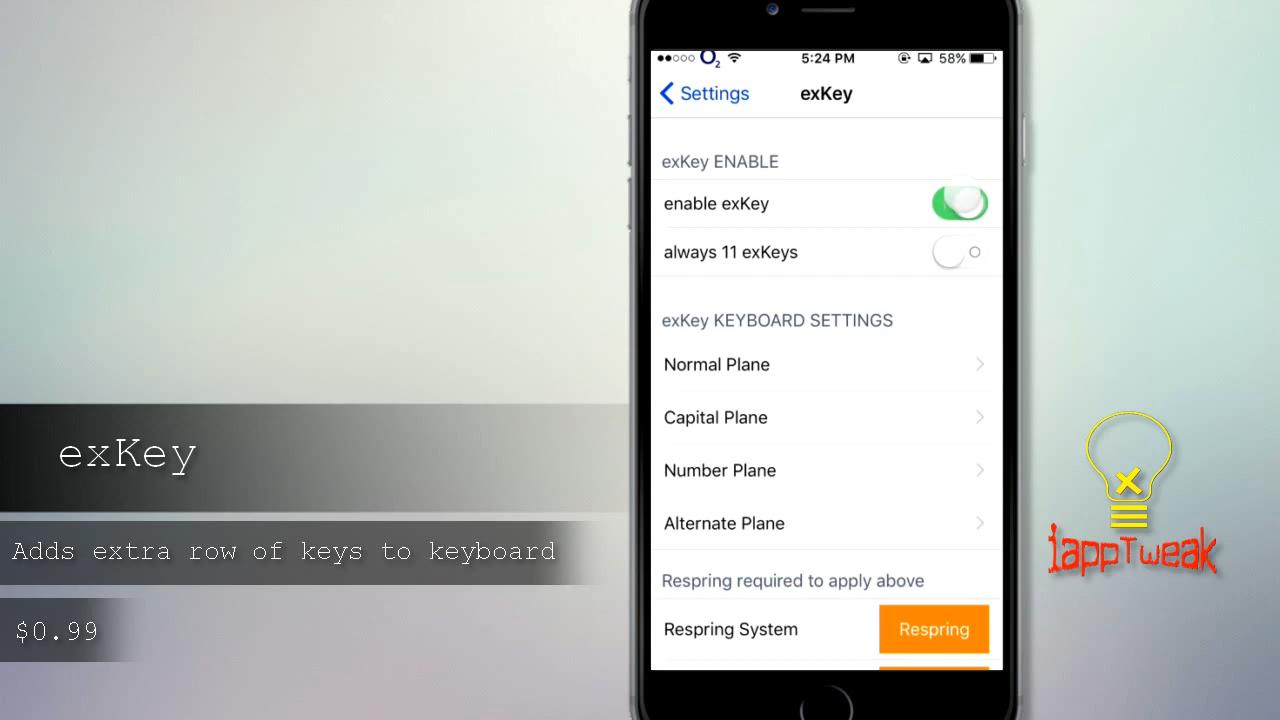 O2 5:24 PM 58%
Settings exKey
exKey ENABLE
enable exKey
always 11 exKeys
exKey KEYBOARD SETTINGS
Normal Plane
Capital Plane
Number Plane
Alternate Plane
Respring required to apply above
Respring System Respring
exKey
Adds extra row of keys to keyboard
$0.99
iappTweak